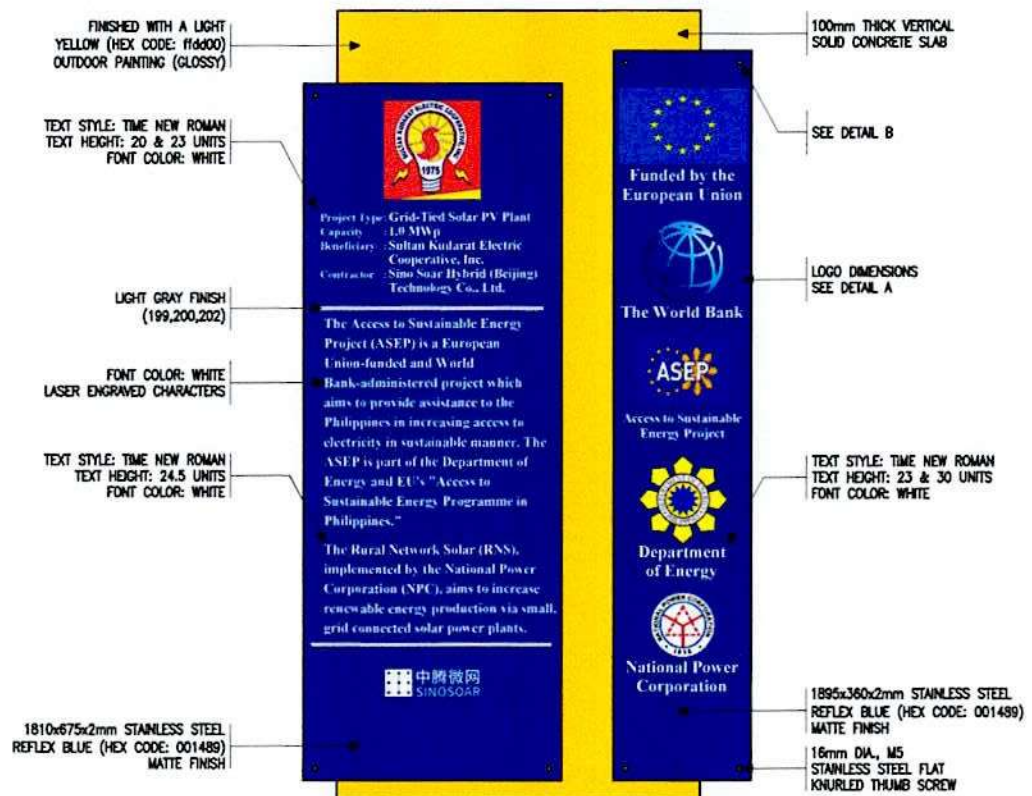 FINISHED WITH A LIGHT
YELLOW (HEX CODE: ffdd00)
OUTDOOR PAINTING (GLOSSY)
TEXT STYLE: TIME NEW ROMAN
TEXT HEIGHT: 20 & 23 UNITS
FONT COLOR: WHITE
LIGHT GRAY FINISH
(199,200,202)
FONT COLOR: WHITE
LASER ENGRAVED CHARACTERS
TEXT STYLE: TIME NEW ROMAN
TEXT HEIGHT: 24.5 UNITS
FONT COLOR: WHITE
1810x675x2mm STAINLESS STEEL
REFLEX BLUE (HEX CODE: 001489)
MATTE FINISH
SULTAN KUDARAT ELECTRIC COOPERATIVE, INC.
1975
Project Type: Grid-Tied Solar PV Plant
Capacity : 1.0 MWp
Beneficiary : Sultan Kudarat Electric
Cooperative, Inc.
Contractor : Sino Soar Hybrid (Beijing)
Technology Co., Ltd.
The Access to Sustainable Energy
Project (ASEP) is a European
Union-funded and World
Bank-administered project which
aims to provide assistance to the
Philippines in increasing access to
electricity in sustainable manner. The
ASEP is part of the Department of
Energy and EU's "Access to
Sustainable Energy Programme in
Philippines."
The Rural Network Solar (RNS),
implemented by the National Power
Corporation (NPC), aims to increase
renewable energy production via small,
grid connected solar power plants.
中腾微网
SINOSOAR
Funded by the
European Union
The World Bank
ASEP
Access to Sustainable
Energy Project
Department
of Energy
NATIONAL POWER CORPORATION
1936
National Power
Corporation
100mm THICK VERTICAL
SOLID CONCRETE SLAB
SEE DETAIL B
LOGO DIMENSIONS
SEE DETAIL A
TEXT STYLE: TIME NEW ROMAN
TEXT HEIGHT: 23 & 30 UNITS
FONT COLOR: WHITE
1895x360x2mm STAINLESS STEEL
REFLEX BLUE (HEX CODE: 001489)
MATTE FINISH
16mm DIA., M5
STAINLESS STEEL FLAT
KNURLED THUMB SCREW